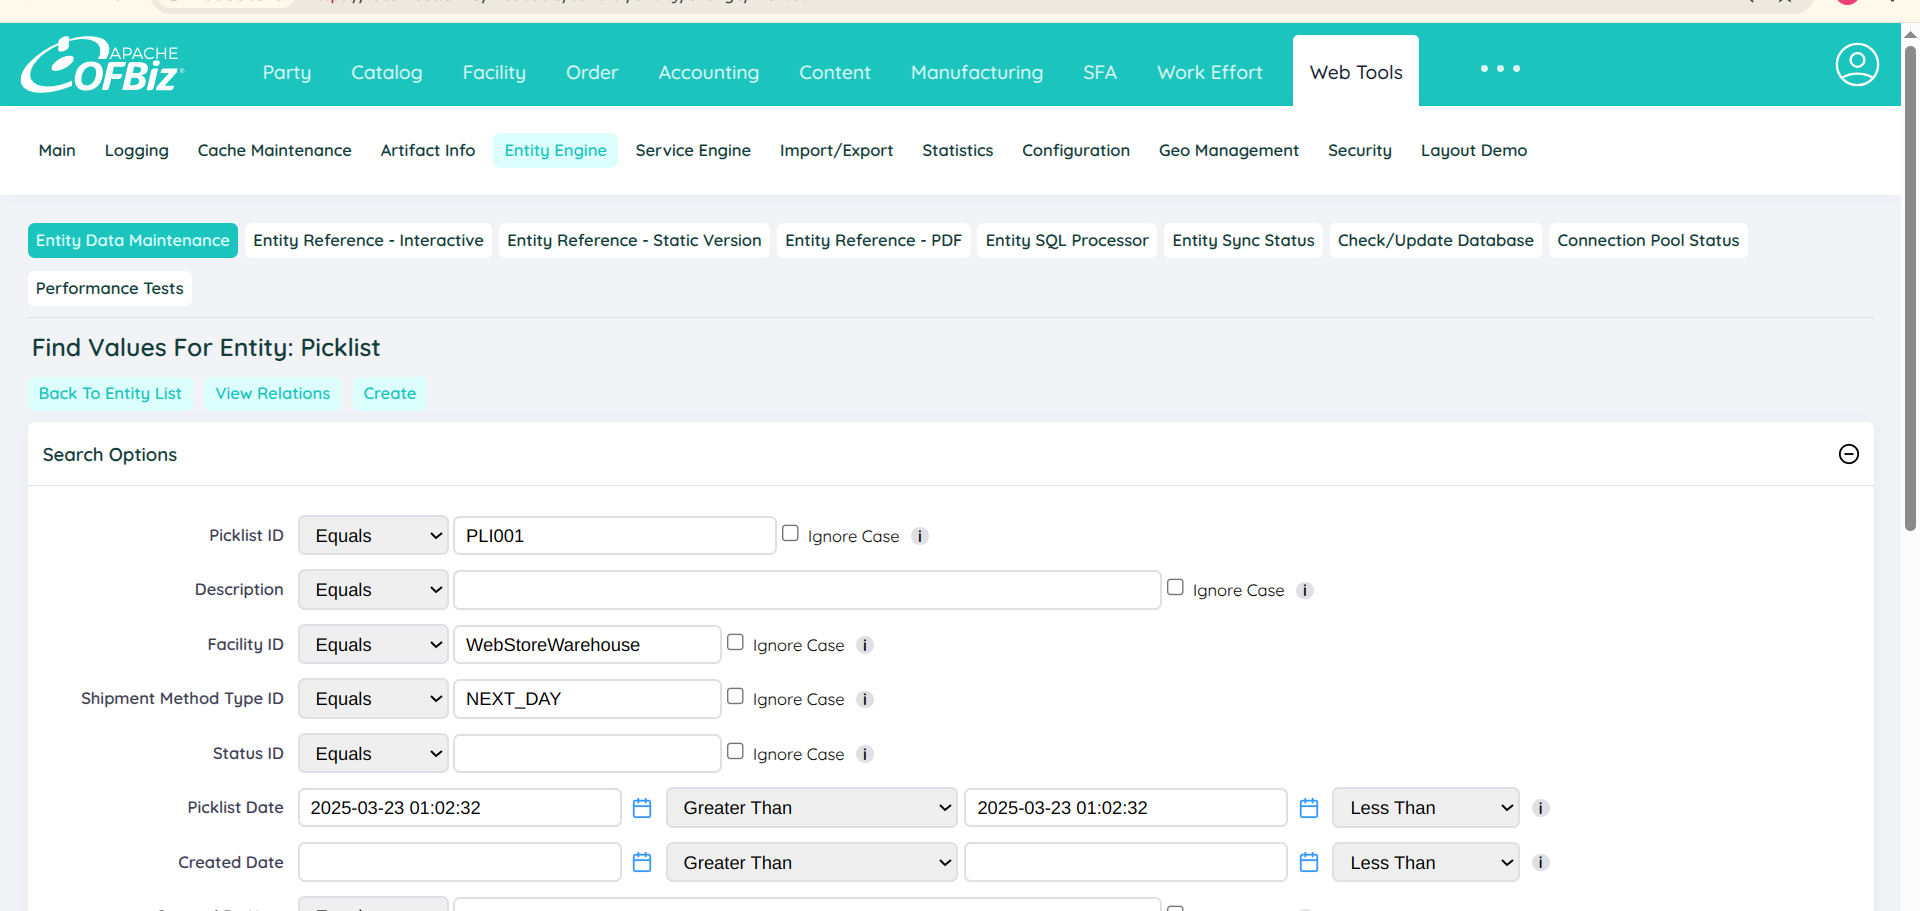 APACHE
OFBiz
Party Catalog Facility Order Accounting Content Manufacturing SFA Work Effort Web Tools
Main Logging Cache Maintenance Artifact Info Entity Engine Service Engine Import/Export Statistics Configuration Geo Management Security Layout Demo
Entity Data Maintenance Entity Reference - Interactive Entity Reference - Static Version Entity Reference - PDF Entity SQL Processor Entity Sync Status Check/Update Database Connection Pool Status
Performance Tests
Find Values For Entity: Picklist
Back To Entity List View Relations Create
Search Options
Picklist ID Equals PLI001 Ignore Case i
Description Equals Ignore Case i
Facility ID Equals WebStoreWarehouse Ignore Case i
Shipment Method Type ID Equals NEXT_DAY Ignore Case i
Status ID Equals Ignore Case i
Picklist Date 2025-03-23 01:02:32 Greater Than 2025-03-23 01:02:32 Less Than i
Created Date Greater Than Less Than i